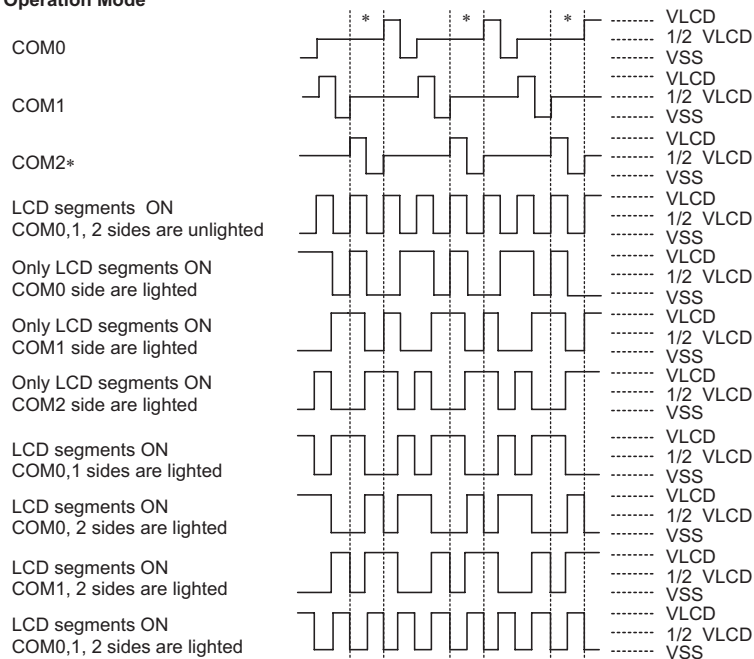 Operation Mode
* * *
COM0
VLCD
1/2 VLCD
VSS
COM1
VLCD
1/2 VLCD
VSS
COM2*
VLCD
1/2 VLCD
VSS
LCD segments ON
COM0,1, 2 sides are unlighted
VLCD
1/2 VLCD
VSS
Only LCD segments ON
COM0 side are lighted
VLCD
1/2 VLCD
VSS
Only LCD segments ON
COM1 side are lighted
VLCD
1/2 VLCD
VSS
Only LCD segments ON
COM2 side are lighted
VLCD
1/2 VLCD
VSS
LCD segments ON
COM0,1 sides are lighted
VLCD
1/2 VLCD
VSS
LCD segments ON
COM0, 2 sides are lighted
VLCD
1/2 VLCD
VSS
LCD segments ON
COM1, 2 sides are lighted
VLCD
1/2 VLCD
VSS
LCD segments ON
COM0,1, 2 sides are lighted
VLCD
1/2 VLCD
VSS